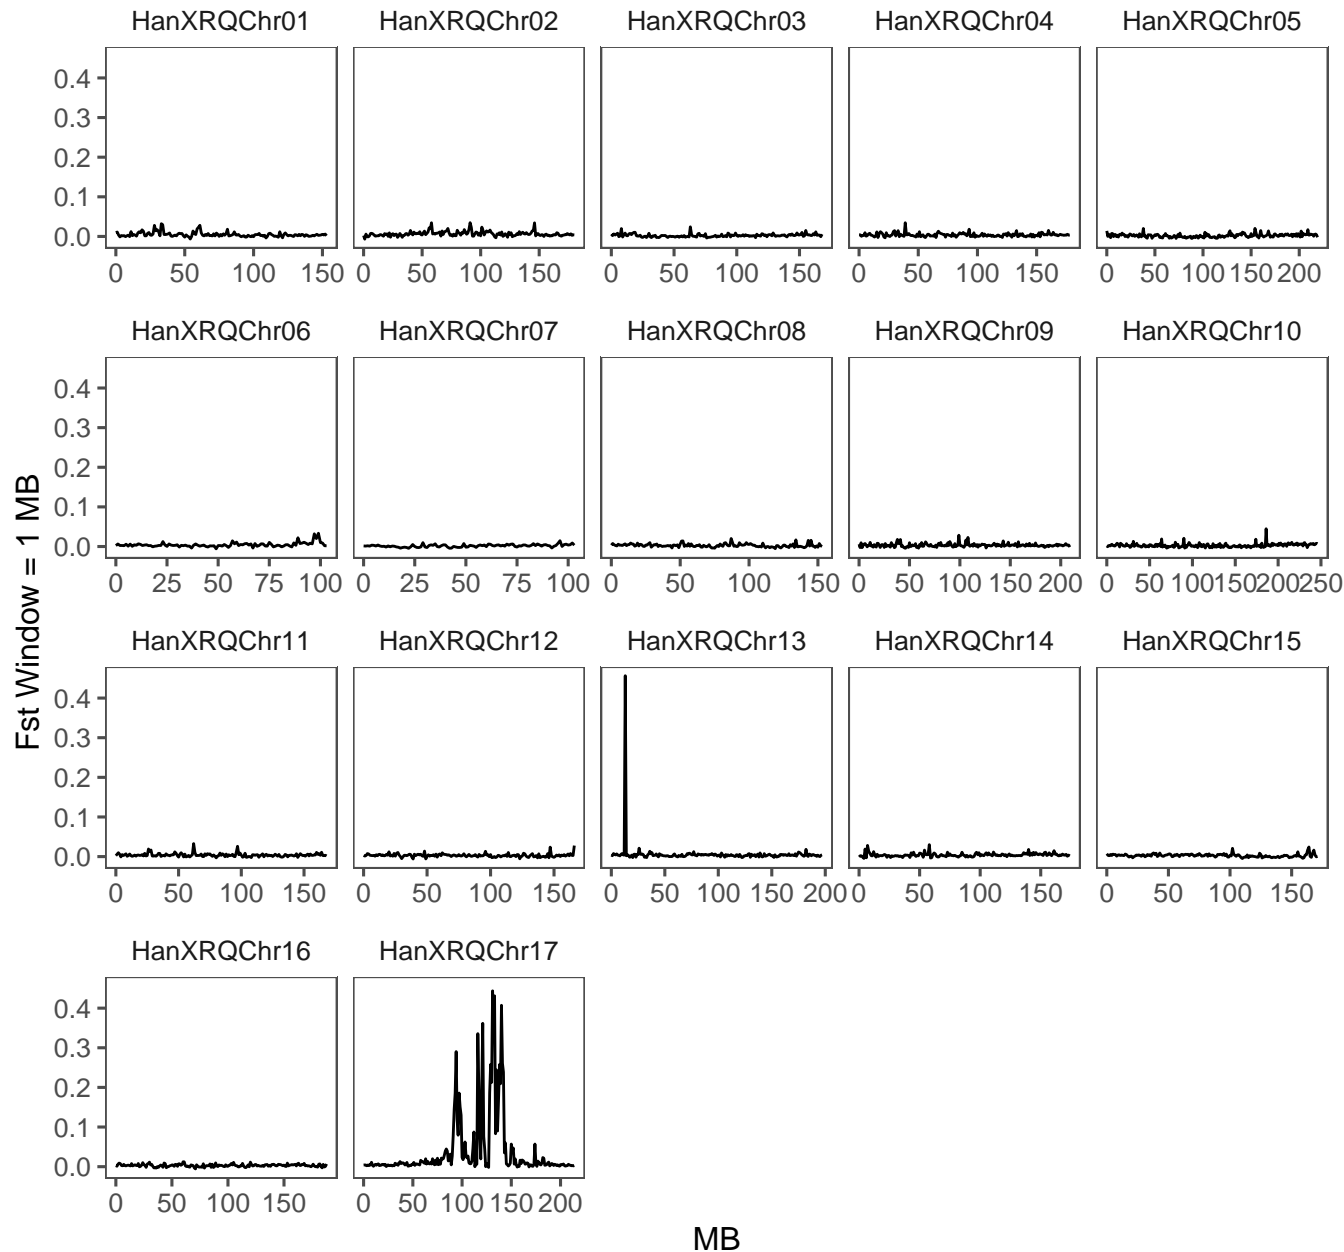 HanXRQChr01 HanXRQChr02 HanXRQChr03 HanXRQChr04 HanXRQChr05
0.4
0.3
0.2
0.1
0.0
0 50 100 150 0 50 100 150 0 50 100 150 0 50 100 150 0 50 100 150 200
HanXRQChr06 HanXRQChr07 HanXRQChr08 HanXRQChr09 HanXRQChr10
0.4
0.3
0.2
0.1
0.0
0 25 50 75 100 0 25 50 75 100 0 50 100 150 0 50 100 150 200 0 50 100 150 200 250
Fst Window = 1 MB
HanXRQChr11 HanXRQChr12 HanXRQChr13 HanXRQChr14 HanXRQChr15
0.4
0.3
0.2
0.1
0.0
0 50 100 150 0 50 100 150 0 50 100 150 200 0 50 100 150 0 50 100 150
HanXRQChr16 HanXRQChr17
0.4
0.3
0.2
0.1
0.0
0 50 100 150 0 50 100 150 200
MB